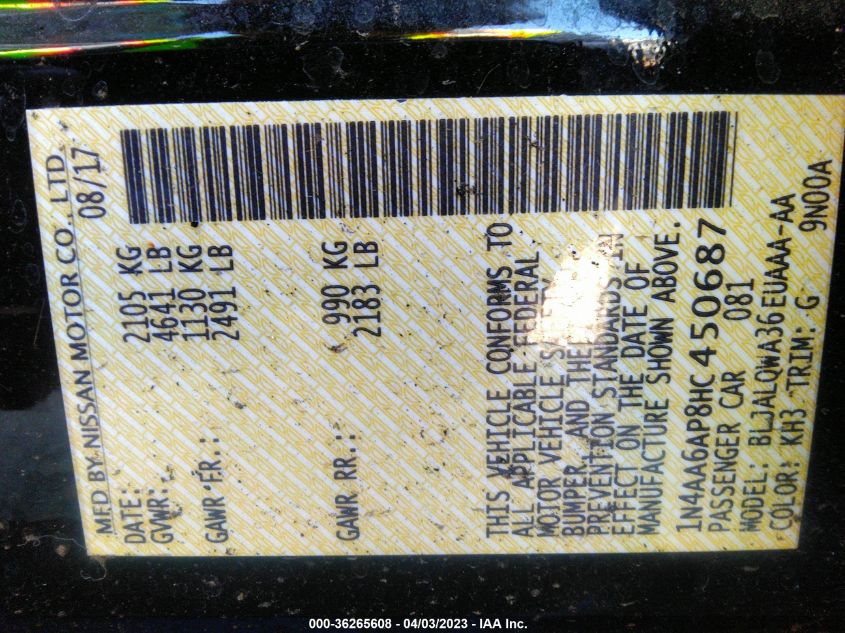 MFD BY NISSAN MOTOR CO., LTD.
DATE: 08/17
GVWR: 2105 KG
4641 LB
GAWR FR.: 1130 KG
2491 LB
GAWR RR.: 990 KG
2183 LB
THIS VEHICLE CONFORMS TO
ALL APPLICABLE FEDERAL
MOTOR VEHICLE SAFETY,
BUMPER, AND THEFT
PREVENTION STANDARDS IN
EFFECT ON THE DATE OF
MANUFACTURE SHOWN ABOVE.
1N4AA6AP8HC450687
PASSENGER CAR 081
MODEL: BLJALQWA36EUAAA-AA
COLOR: KH3 TRIM: G 9N00A
000-36265608 - 04/03/2023 - IAA Inc.